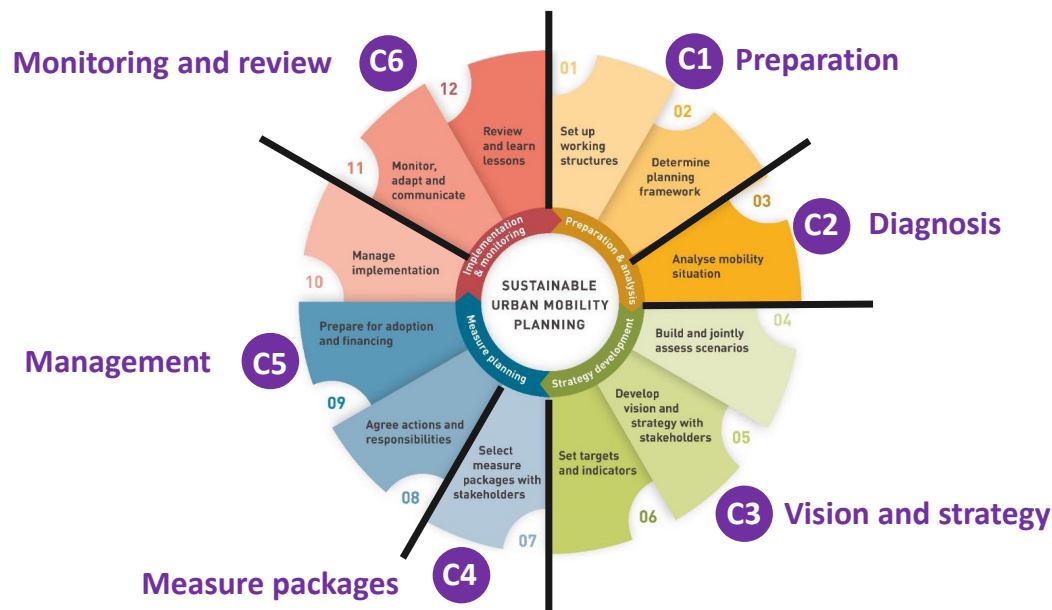 Monitoring and review
C6
C1
Preparation
12
01
Review
and learn
lessons
Set up
working
structures
02
Determine
planning
framework
11
Monitor,
adapt and
communicate
03
C2
Diagnosis
Analyse mobility
situation
10
Manage
implementation
Implementation
& monitoring
Preparation & analysis
SUSTAINABLE
URBAN MOBILITY
PLANNING
Measure planning
Strategy development
04
Build and jointly
assess scenarios
Prepare for adoption
and financing
Management
C5
09
Develop
vision and
strategy with
stakeholders
05
Agree actions and
responsibilities
08
Select
measure
packages with
stakeholders
07
Set targets
and indicators
06
C3
Vision and strategy
Measure packages
C4